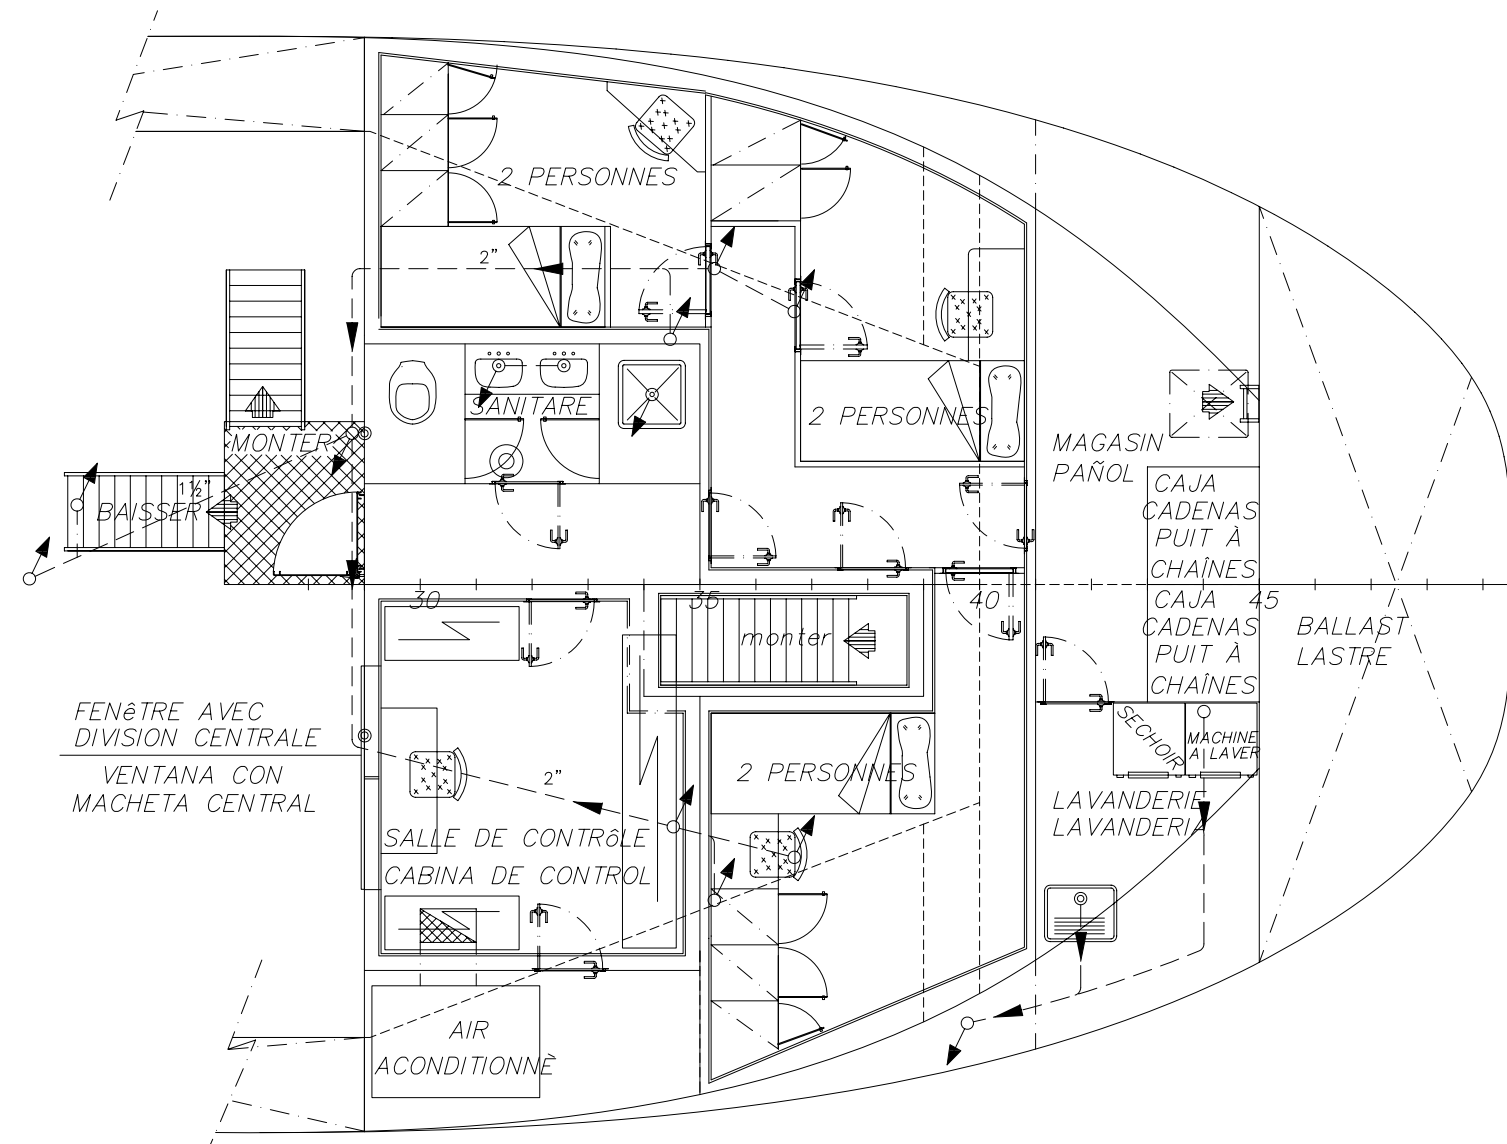 2 PERSONNES
2"
2 PERSONNES
SANITARE
MONTER
1½"
BAISSER
MAGASIN
PAÑOL
CAJA
CADENAS
PUIT À
CHAÎNES
30
35
40
CAJA
CADENAS
PUIT À
CHAÎNES
45
BALLAST
LASTRE
monter
FENêTRE AVEC
DIVISION CENTRALE
VENTANA CON
MACHETA CENTRAL
2"
2 PERSONNES
SECHOIR
MACHINE
A LAVER
SALLE DE CONTRôLE
CABINA DE CONTROL
LAVANDERIE
LAVANDERIA
AIR
ACONDITIONNÈ